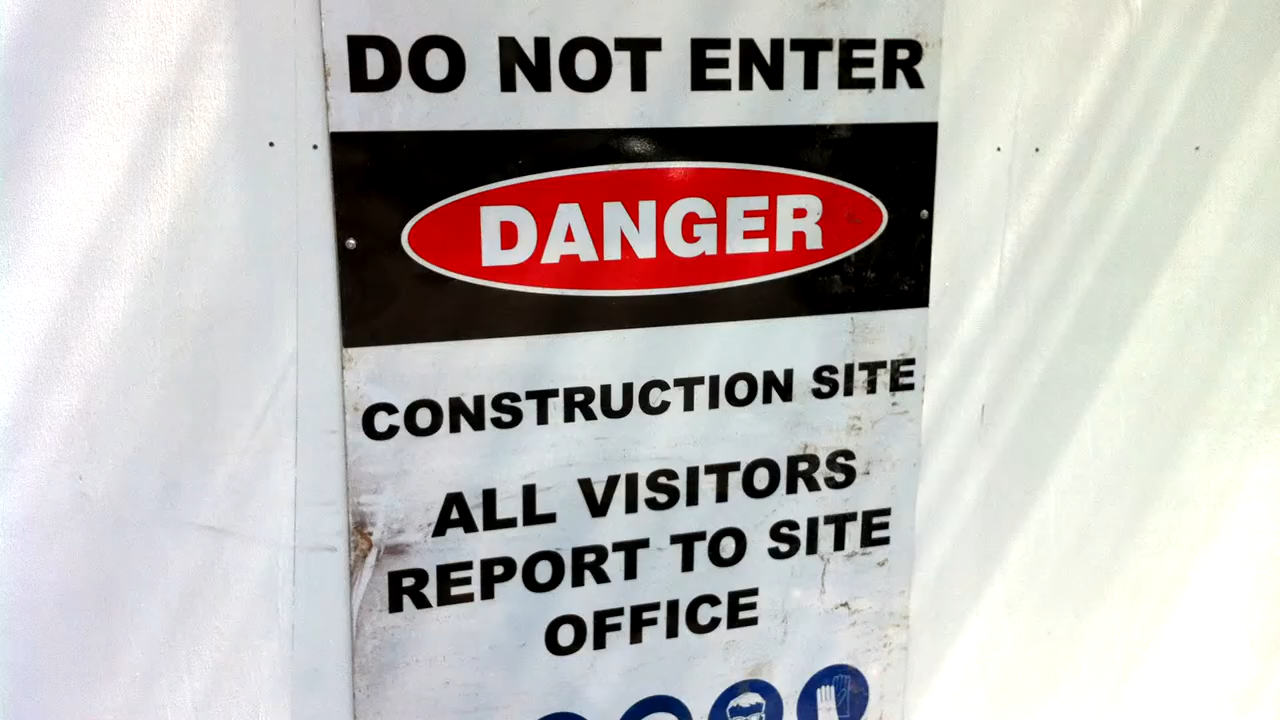 DO NOT ENTER
DANGER
CONSTRUCTION SITE
ALL VISITORS
REPORT TO SITE
OFFICE